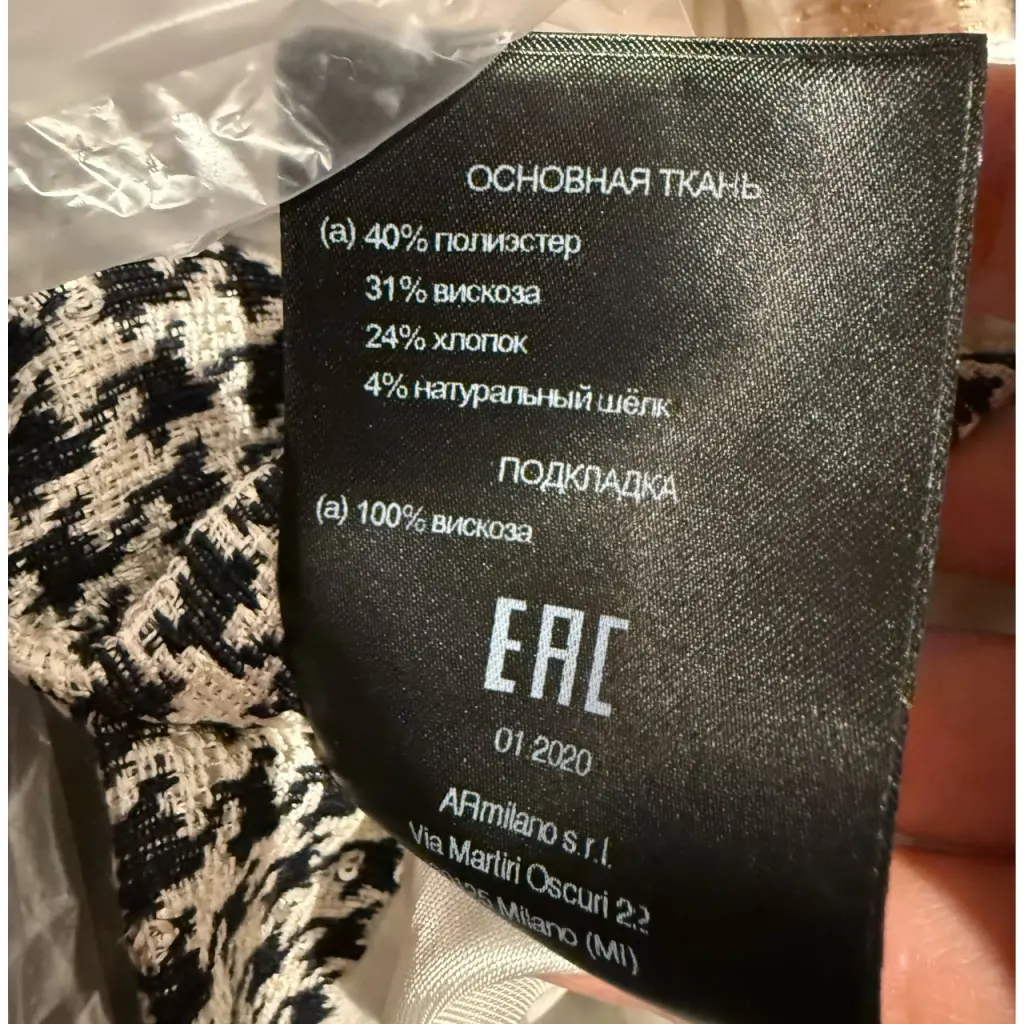 ОСНОВНАЯ ТКАНЬ
(a) 40% полиэстер
31% вискоза
24% хлопок
4% натуральный шёлк
ПОДКЛАДКА
(a) 100% вискоза
EAC
01 2020
ARmilano s.r.l.
Via Martiri Oscuri 22
Milano (MI)